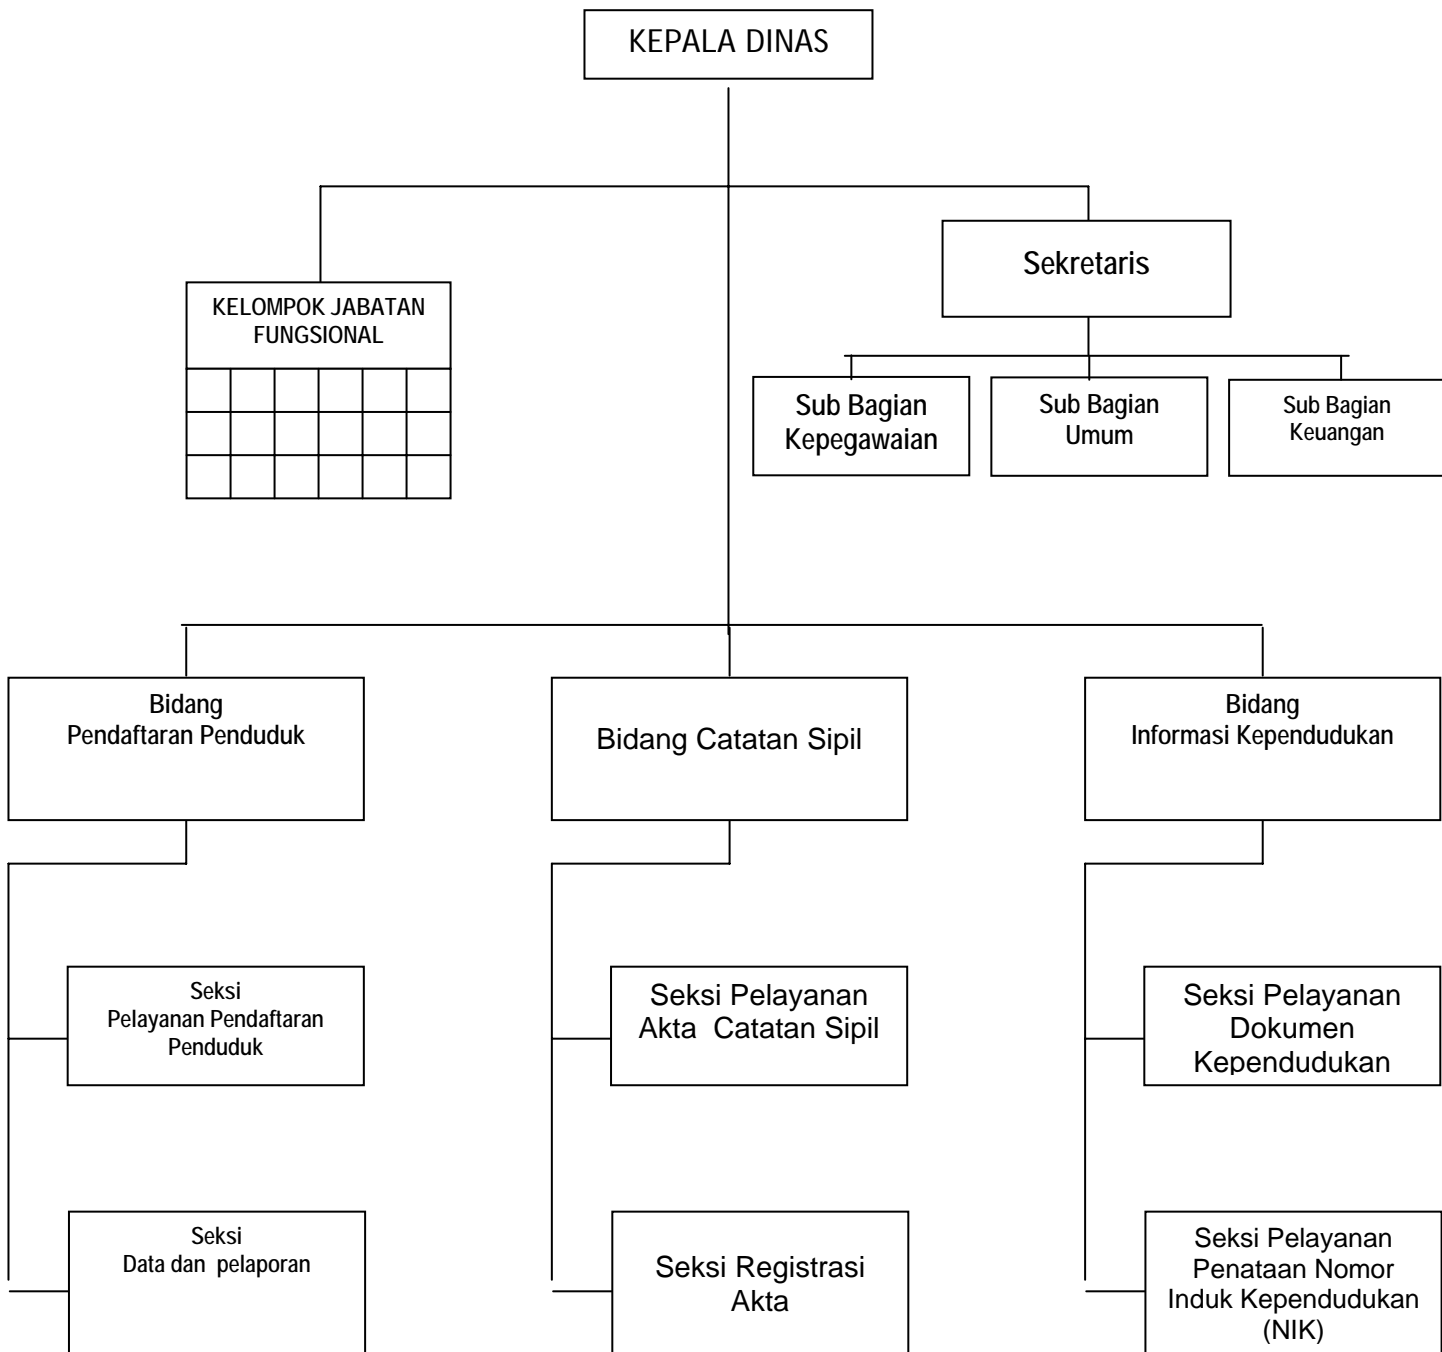 KEPALA DINAS
Sekretaris
KELOMPOK JABATAN
FUNGSIONAL
Sub Bagian
Kepegawaian
Sub Bagian
Umum
Sub Bagian
Keuangan
Bidang
Pendaftaran Penduduk
Bidang Catatan Sipil
Bidang
Informasi Kependudukan
Seksi
Pelayanan Pendaftaran
Penduduk
Seksi Pelayanan
Akta  Catatan Sipil
Seksi Pelayanan
Dokumen
Kependudukan
Seksi
Data dan  pelaporan
Seksi Registrasi
Akta
Seksi Pelayanan
Penataan Nomor
Induk Kependudukan
(NIK)